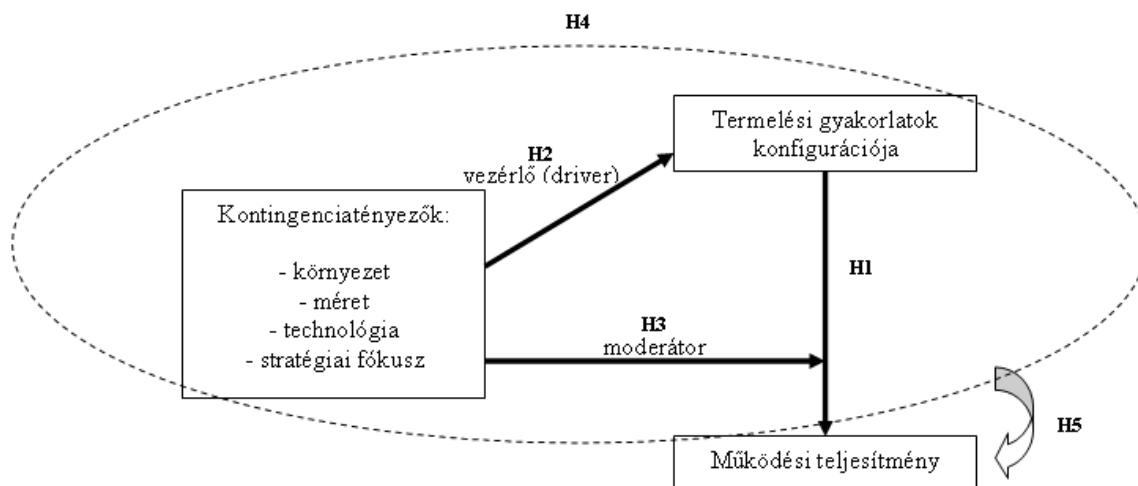 H4
Termelési gyakorlatok
konfigurációja
H2
vezérlő (driver)
Kontingenciatényezők:
- környezet
- méret
- technológia
- stratégiai fókusz
H1
H3
moderátor
H5
Működési teljesítmény